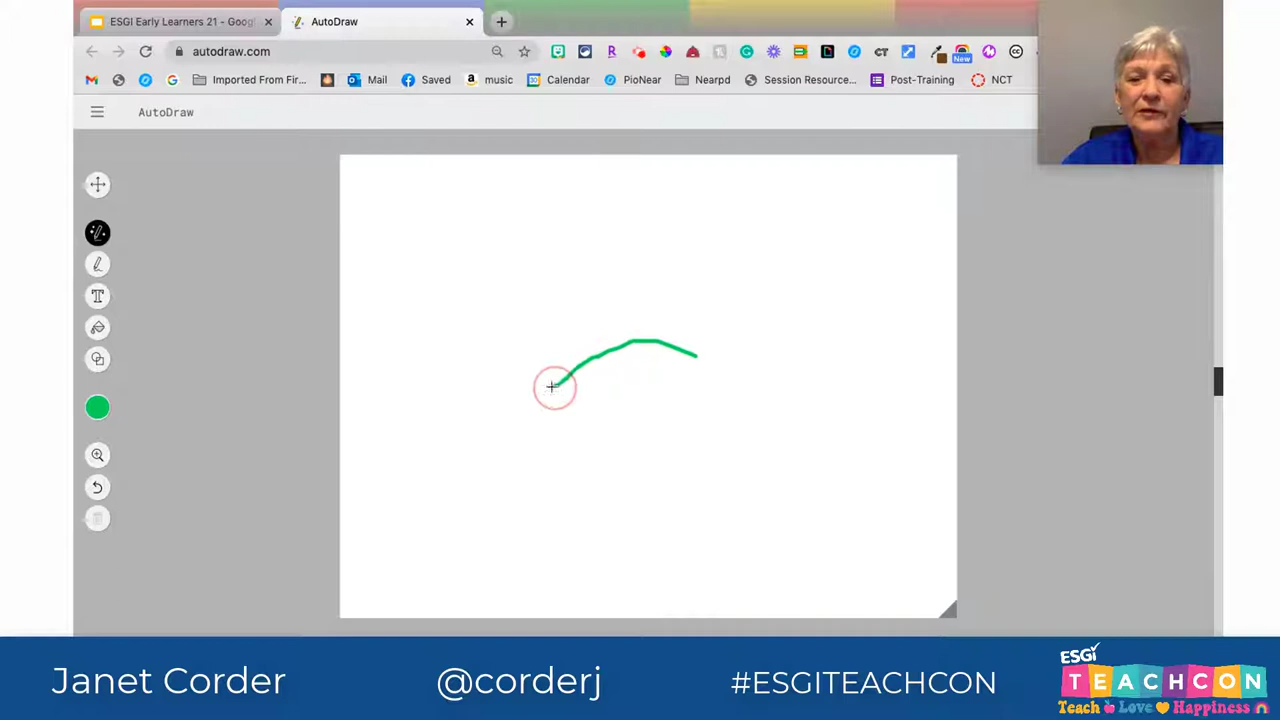 ESGI Early Learners 21 - Goog
AutoDraw
autodraw.com
New
Imported From Fir...
Mail
Saved
music
Calendar
PioNear
Nearpd
Session Resource...
Post-Training
NCT
AutoDraw
Janet Corder
@corderj
#ESGITEACHCON
ESGi
TEACHCON
Teach Love Happiness